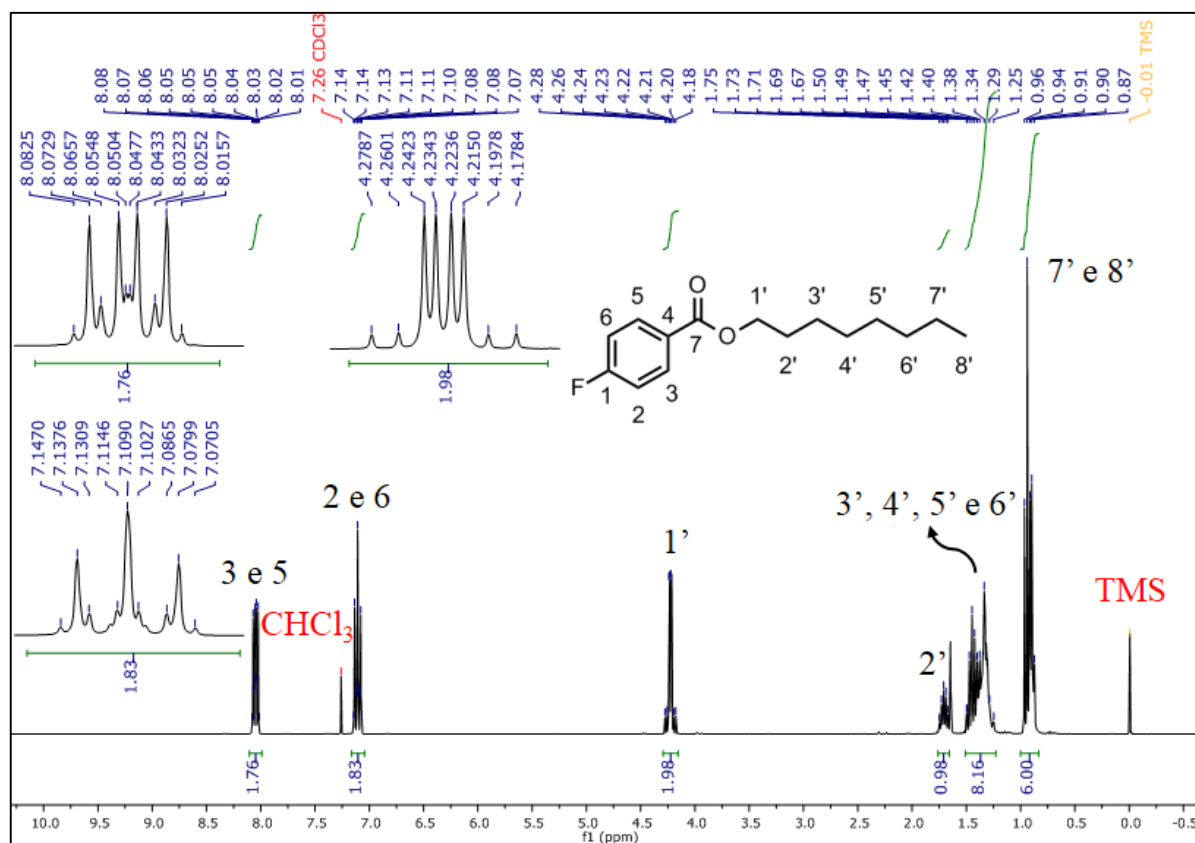 8.08 8.07 8.06 8.05 8.05 8.05 8.04 8.03 8.02 8.01 7.26 CDCl3 7.14 7.14 7.13 7.11 7.11 7.10 7.08 7.08 7.07 4.28 4.26 4.24 4.23 4.22 4.21 4.20 4.18 1.75 1.73 1.71 1.69 1.67 1.50 1.49 1.47 1.45 1.42 1.40 1.38 1.34 1.29 1.25 0.96 0.94 0.91 0.90 0.87 -0.01 TMS
8.0825 8.0729 8.0657 8.0548 8.0504 8.0477 8.0433 8.0323 8.0252 8.0157
4.2787 4.2601 4.2423 4.2343 4.2236 4.2150 4.1978 4.1784
1.76
1.98
7' e 8'
5 O 1' 3' 5' 7'
6 4 7 O 2' 4' 6' 8'
F 1 2 3
7.1470 7.1376 7.1309 7.1146 7.1090 7.1027 7.0865 7.0799 7.0705
1.83
3 e 5
CHCl3
2 e 6
1'
3', 4', 5' e 6'
2'
TMS
1.76 1.83 1.98 0.98 8.16 6.00
10.0 9.5 9.0 8.5 8.0 7.5 7.0 6.5 6.0 5.5 5.0 4.5 4.0 3.5 3.0 2.5 2.0 1.5 1.0 0.5 0.0 -0.5
f1 (ppm)